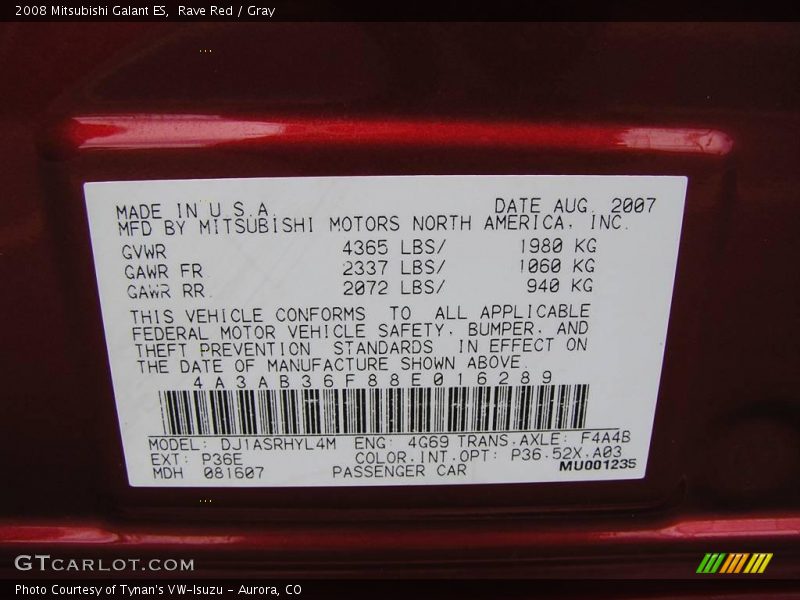 2008 Mitsubishi Galant ES, Rave Red / Gray
MADE IN U.S.A. DATE AUG. 2007
MFD BY MITSUBISHI MOTORS NORTH AMERICA, INC.
GVWR 4365 LBS/ 1980 KG
GAWR FR. 2337 LBS/ 1060 KG
GAWR RR. 2072 LBS/ 940 KG
THIS VEHICLE CONFORMS TO ALL APPLICABLE
FEDERAL MOTOR VEHICLE SAFETY, BUMPER, AND
THEFT PREVENTION STANDARDS IN EFFECT ON
THE DATE OF MANUFACTURE SHOWN ABOVE.
4A3AB36F88E016289
MODEL: DJ1ASRHYL4M ENG: 4G69 TRANS.AXLE: F4A4B
EXT: P36E COLOR.INT.OPT: P36.52X.A03
MDH 081607 PASSENGER CAR MU001235
GTCARLOT.COM
Photo Courtesy of Tynan's VW-Isuzu - Aurora, CO